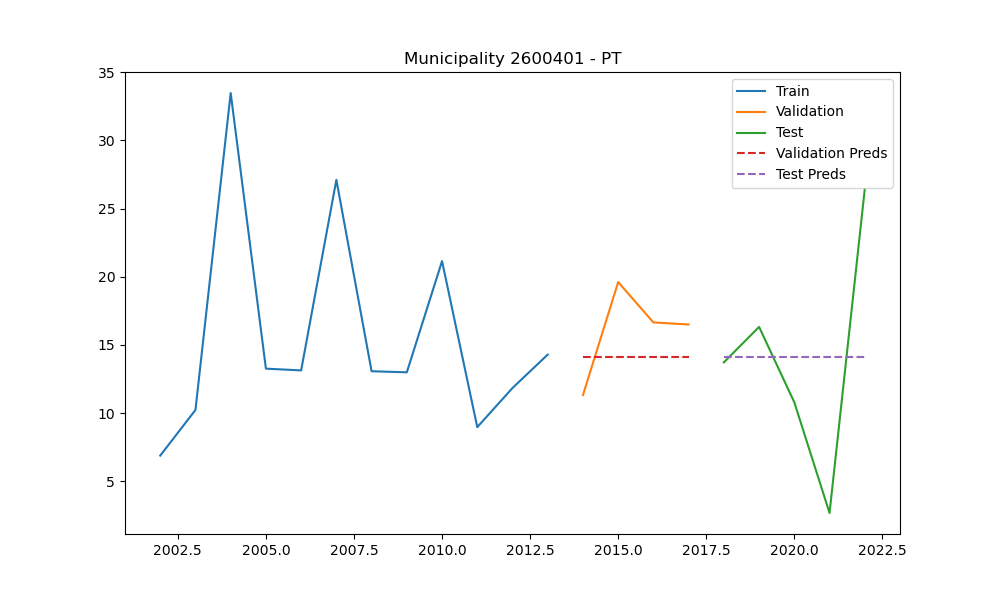 Municipality 2600401 - PT
35
30
25
20
15
10
5
Train
Validation
Test
Validation Preds
Test Preds
2002.5 2005.0 2007.5 2010.0 2012.5 2015.0 2017.5 2020.0 2022.5